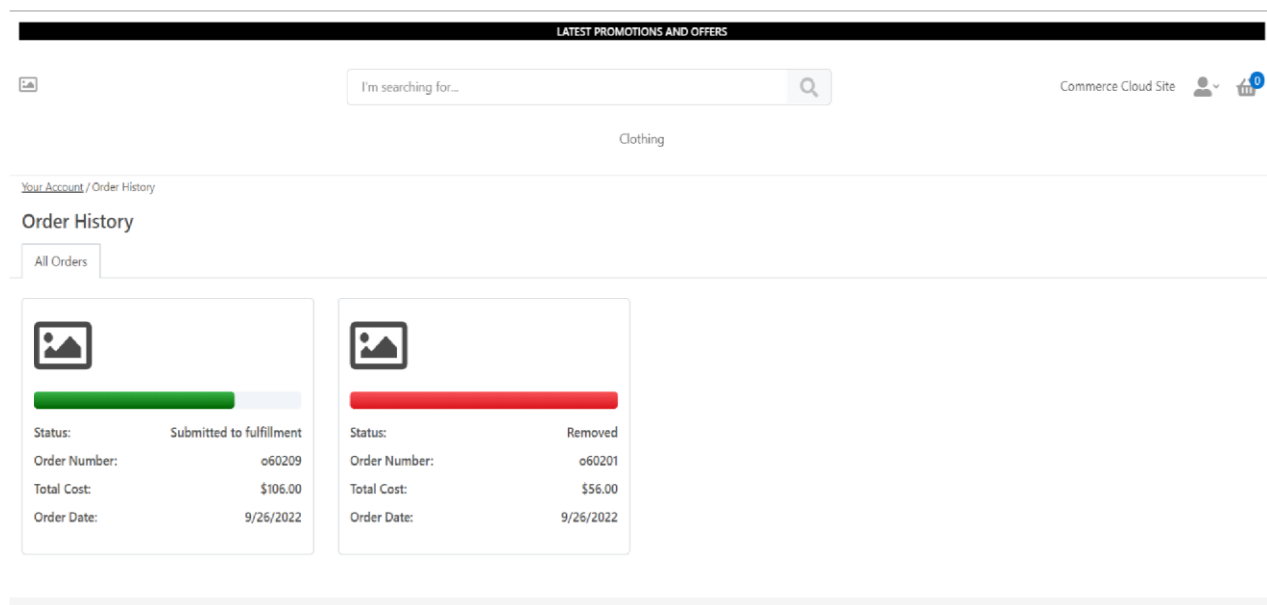 LATEST PROMOTIONS AND OFFERS
I'm searching for...
Commerce Cloud Site
0
Clothing
Your Account / Order History
Order History
All Orders
Status: Submitted to fulfillment
Order Number: o60209
Total Cost: $106.00
Order Date: 9/26/2022
Status: Removed
Order Number: o60201
Total Cost: $56.00
Order Date: 9/26/2022